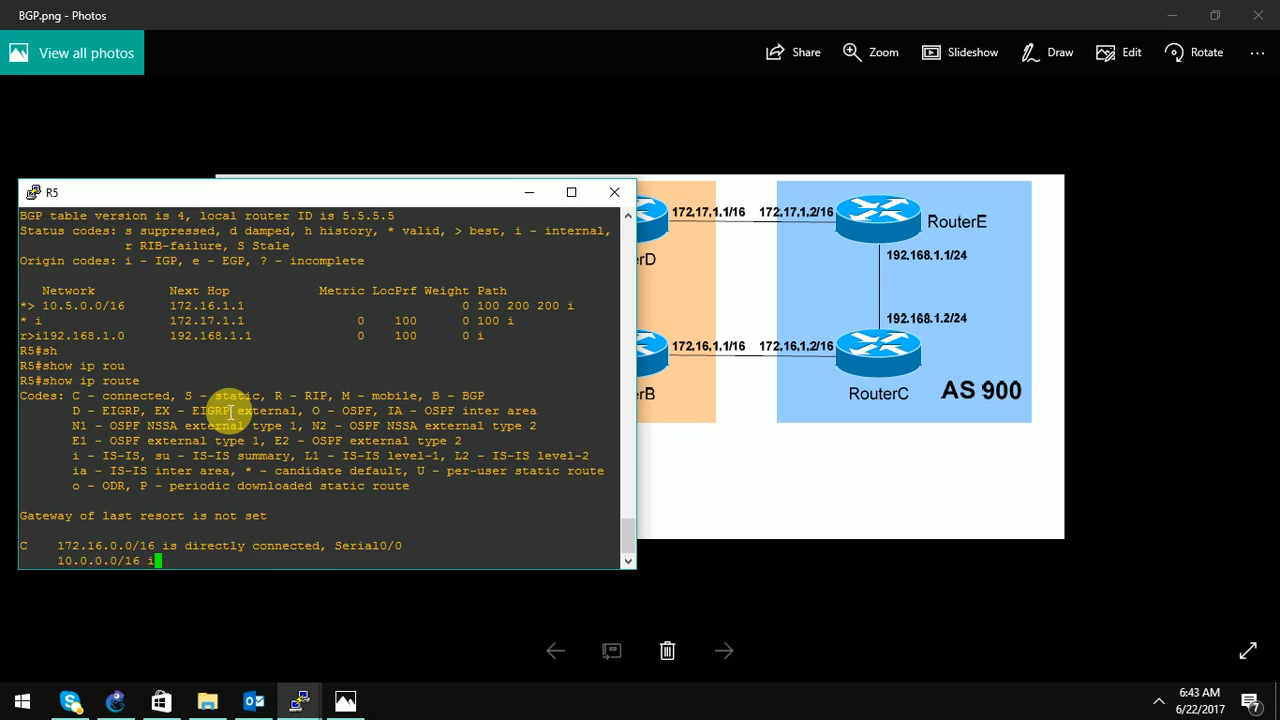 BGP.png - Photos
View all photos
Share
Zoom
Slideshow
Draw
Edit
Rotate
R5
BGP table version is 4, local router ID is 5.5.5.5
Status codes: s suppressed, d damped, h history, * valid, > best, i - internal,
r RIB-failure, S Stale
Origin codes: i - IGP, e - EGP, ? - incomplete
Network Next Hop Metric LocPrf Weight Path
*> 10.5.0.0/16 172.16.1.1 0 100 200 200 i
* i 172.17.1.1 0 100 0 100 i
r>i192.168.1.0 192.168.1.1 0 100 0 i
R5#sh
R5#show ip rou
R5#show ip route
Codes: C - connected, S - static, R - RIP, M - mobile, B - BGP
D - EIGRP, EX - EIGRP external, O - OSPF, IA - OSPF inter area
N1 - OSPF NSSA external type 1, N2 - OSPF NSSA external type 2
E1 - OSPF external type 1, E2 - OSPF external type 2
i - IS-IS, su - IS-IS summary, L1 - IS-IS level-1, L2 - IS-IS level-2
ia - IS-IS inter area, * - candidate default, U - per-user static route
o - ODR, P - periodic downloaded static route
Gateway of last resort is not set
C 172.16.0.0/16 is directly connected, Serial0/0
10.0.0.0/16 i
172.17.1.1/16 172.17.1.2/16
RouterE
erD
192.168.1.1/24
192.168.1.2/24
172.16.1.1/16 172.16.1.2/16
erB
RouterC
AS 900
6:43 AM
6/22/2017
7